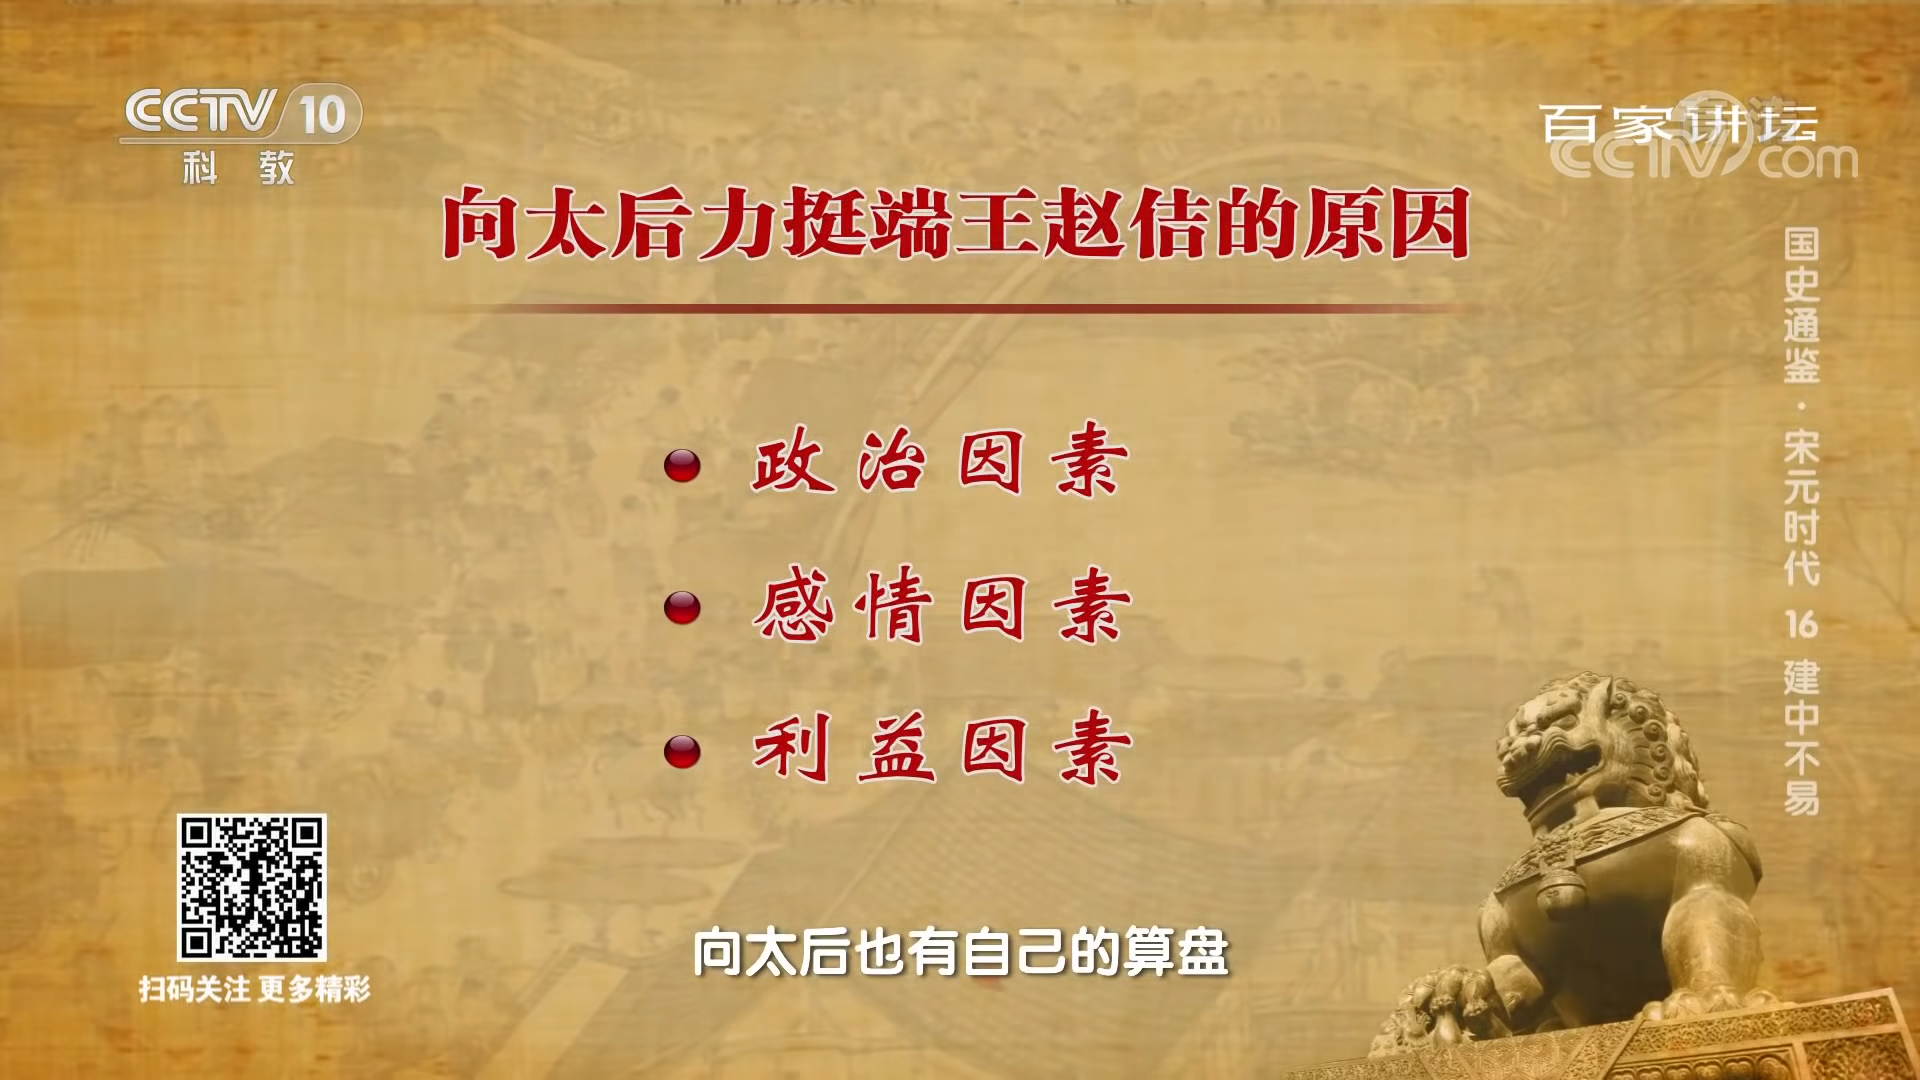 CCTV 10
科教
百家讲坛
CCTV.com
向太后力挺端王赵佶的原因
政治因素
感情因素
利益因素
国史通鉴·宋元时代 16 建中不易
向太后也有自己的算盘
扫码关注 更多精彩